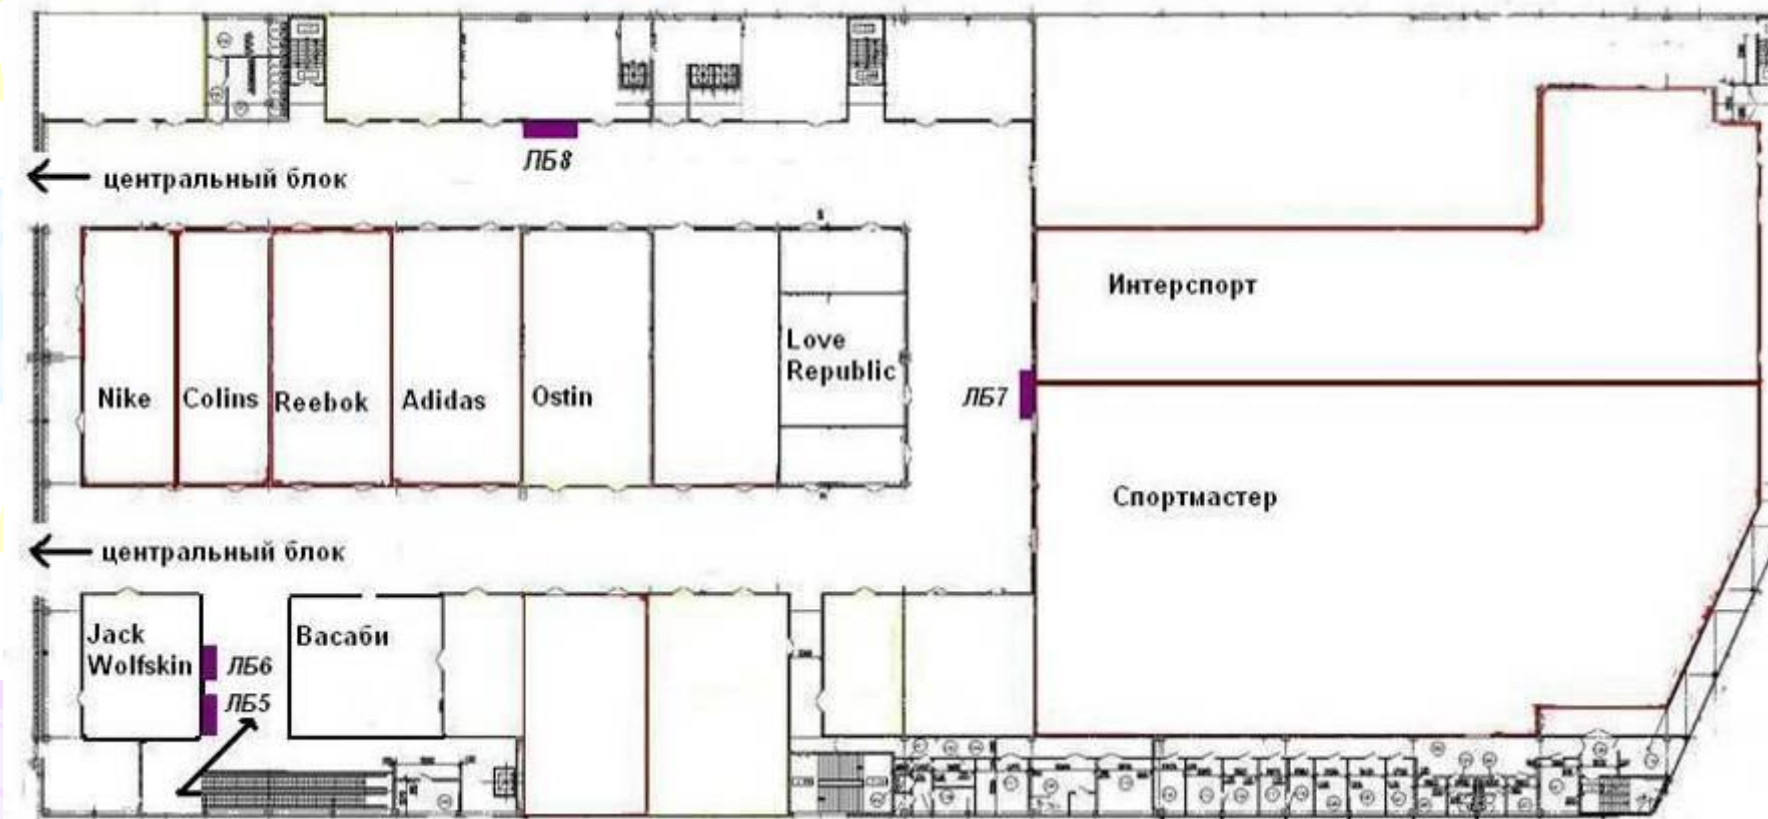 ЛБ8
центральный блок
Интерспорт
Love
Republic
Nike
Colins
Reebok
Adidas
Ostin
ЛБ7
Спортмастер
центральный блок
Jack
Wolfskin
Васаби
ЛБ6
ЛБ5